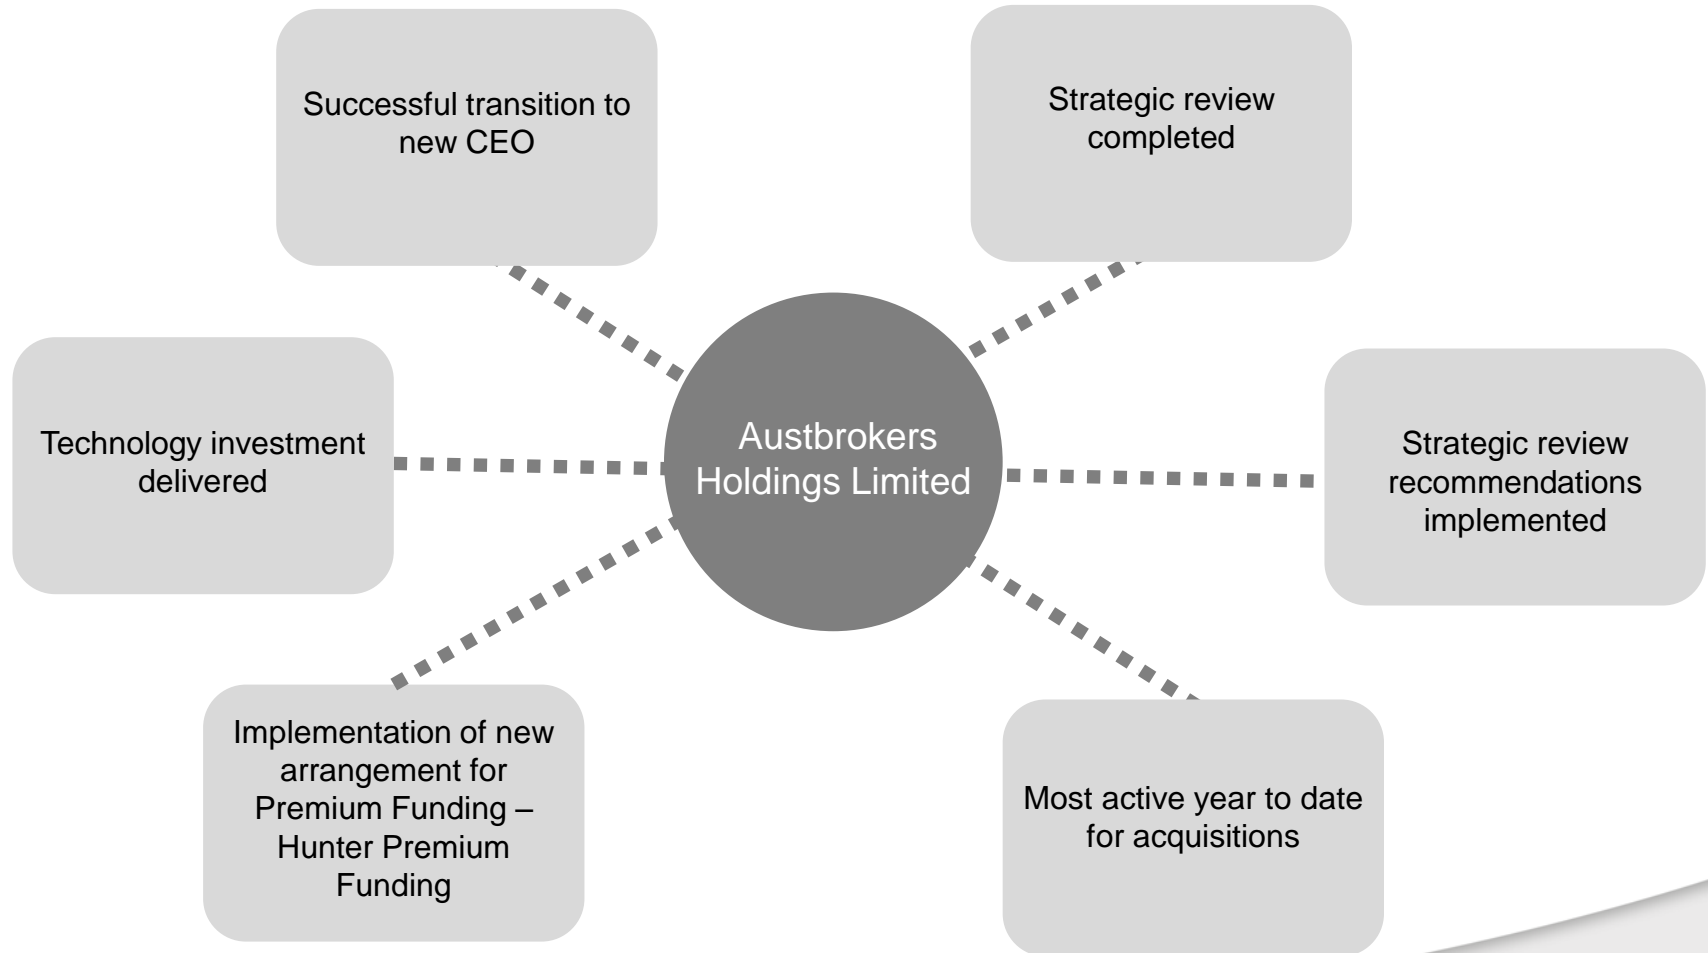 Successful transition to
new CEO
Strategic review
completed
Technology investment
delivered
Austbrokers
Holdings Limited
Strategic review
recommendations
implemented
Implementation of new
arrangement for
Premium Funding –
Hunter Premium
Funding
Most active year to date
for acquisitions